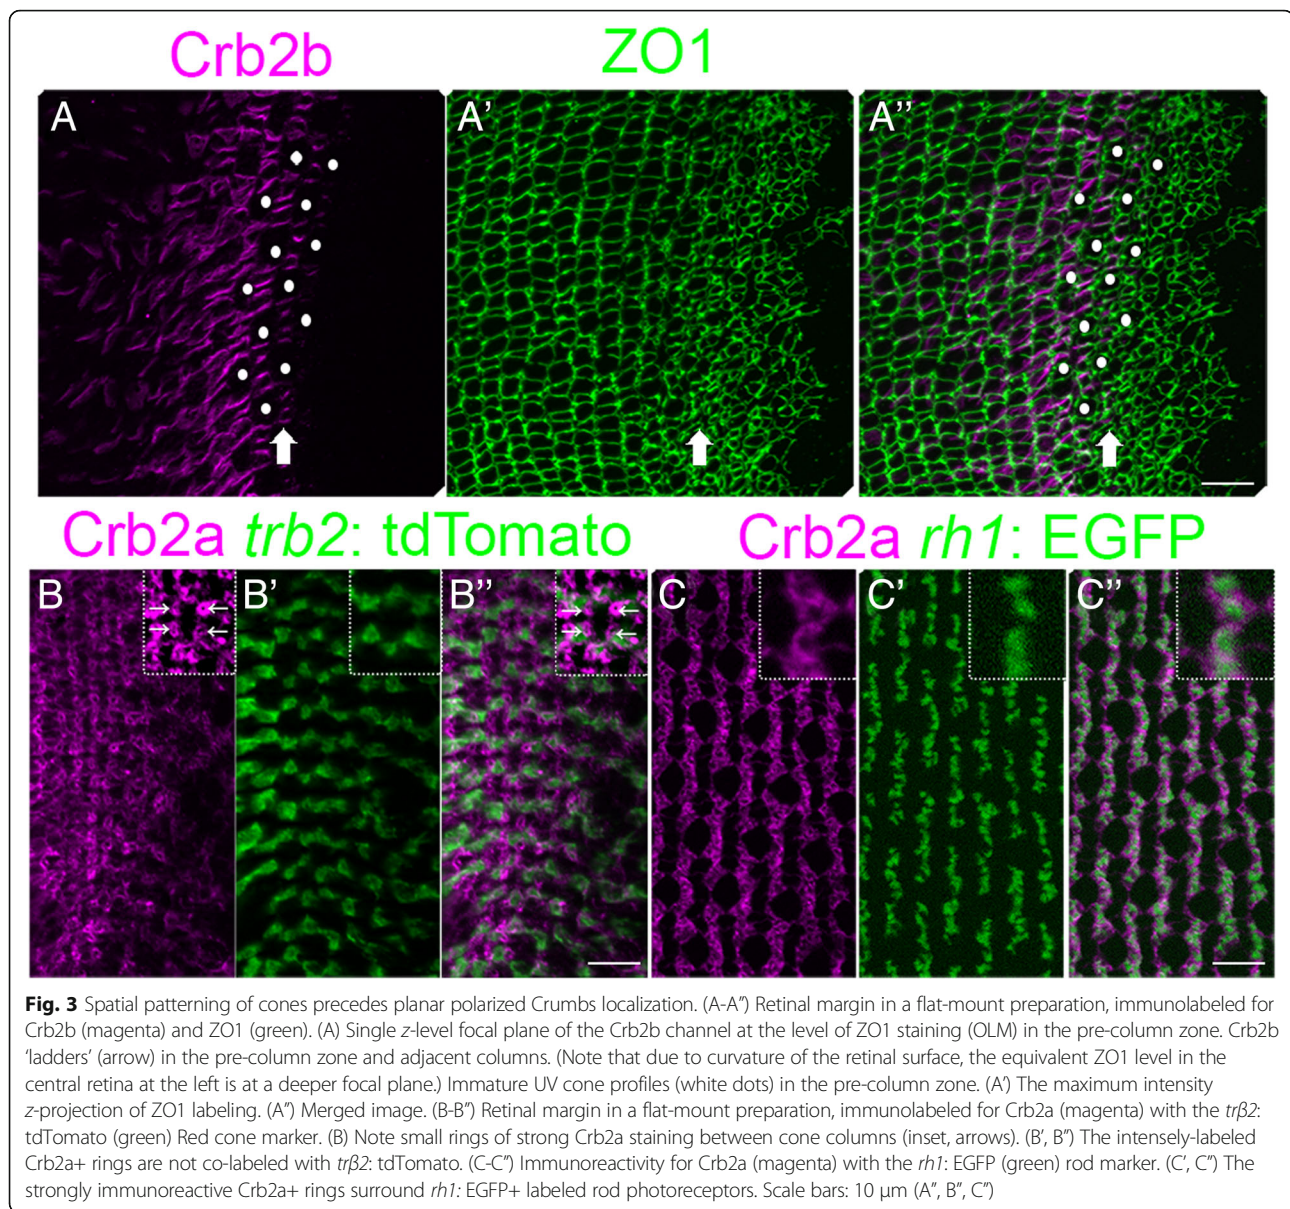 Crb2b ZO1
A A’ A”
Crb2a trb2: tdTomato Crb2a rh1: EGFP
B B’ B” C C’ C”
Fig. 3 Spatial patterning of cones precedes planar polarized Crumbs localization. (A-A”) Retinal margin in a flat-mount preparation, immunolabeled for
Crb2b (magenta) and ZO1 (green). (A) Single z-level focal plane of the Crb2b channel at the level of ZO1 staining (OLM) in the pre-column zone. Crb2b
‘ladders’ (arrow) in the pre-column zone and adjacent columns. (Note that due to curvature of the retinal surface, the equivalent ZO1 level in the
central retina at the left is at a deeper focal plane.) Immature UV cone profiles (white dots) in the pre-column zone. (A’) The maximum intensity
z-projection of ZO1 labeling. (A”) Merged image. (B-B”) Retinal margin in a flat-mount preparation, immunolabeled for Crb2a (magenta) with the trβ2:
tdTomato (green) Red cone marker. (B) Note small rings of strong Crb2a staining between cone columns (inset, arrows). (B’, B”) The intensely-labeled
Crb2a+ rings are not co-labeled with trβ2: tdTomato. (C-C”) Immunoreactivity for Crb2a (magenta) with the rh1: EGFP (green) rod marker. (C’, C”) The
strongly immunoreactive Crb2a+ rings surround rh1: EGFP+ labeled rod photoreceptors. Scale bars: 10 μm (A”, B”, C”)